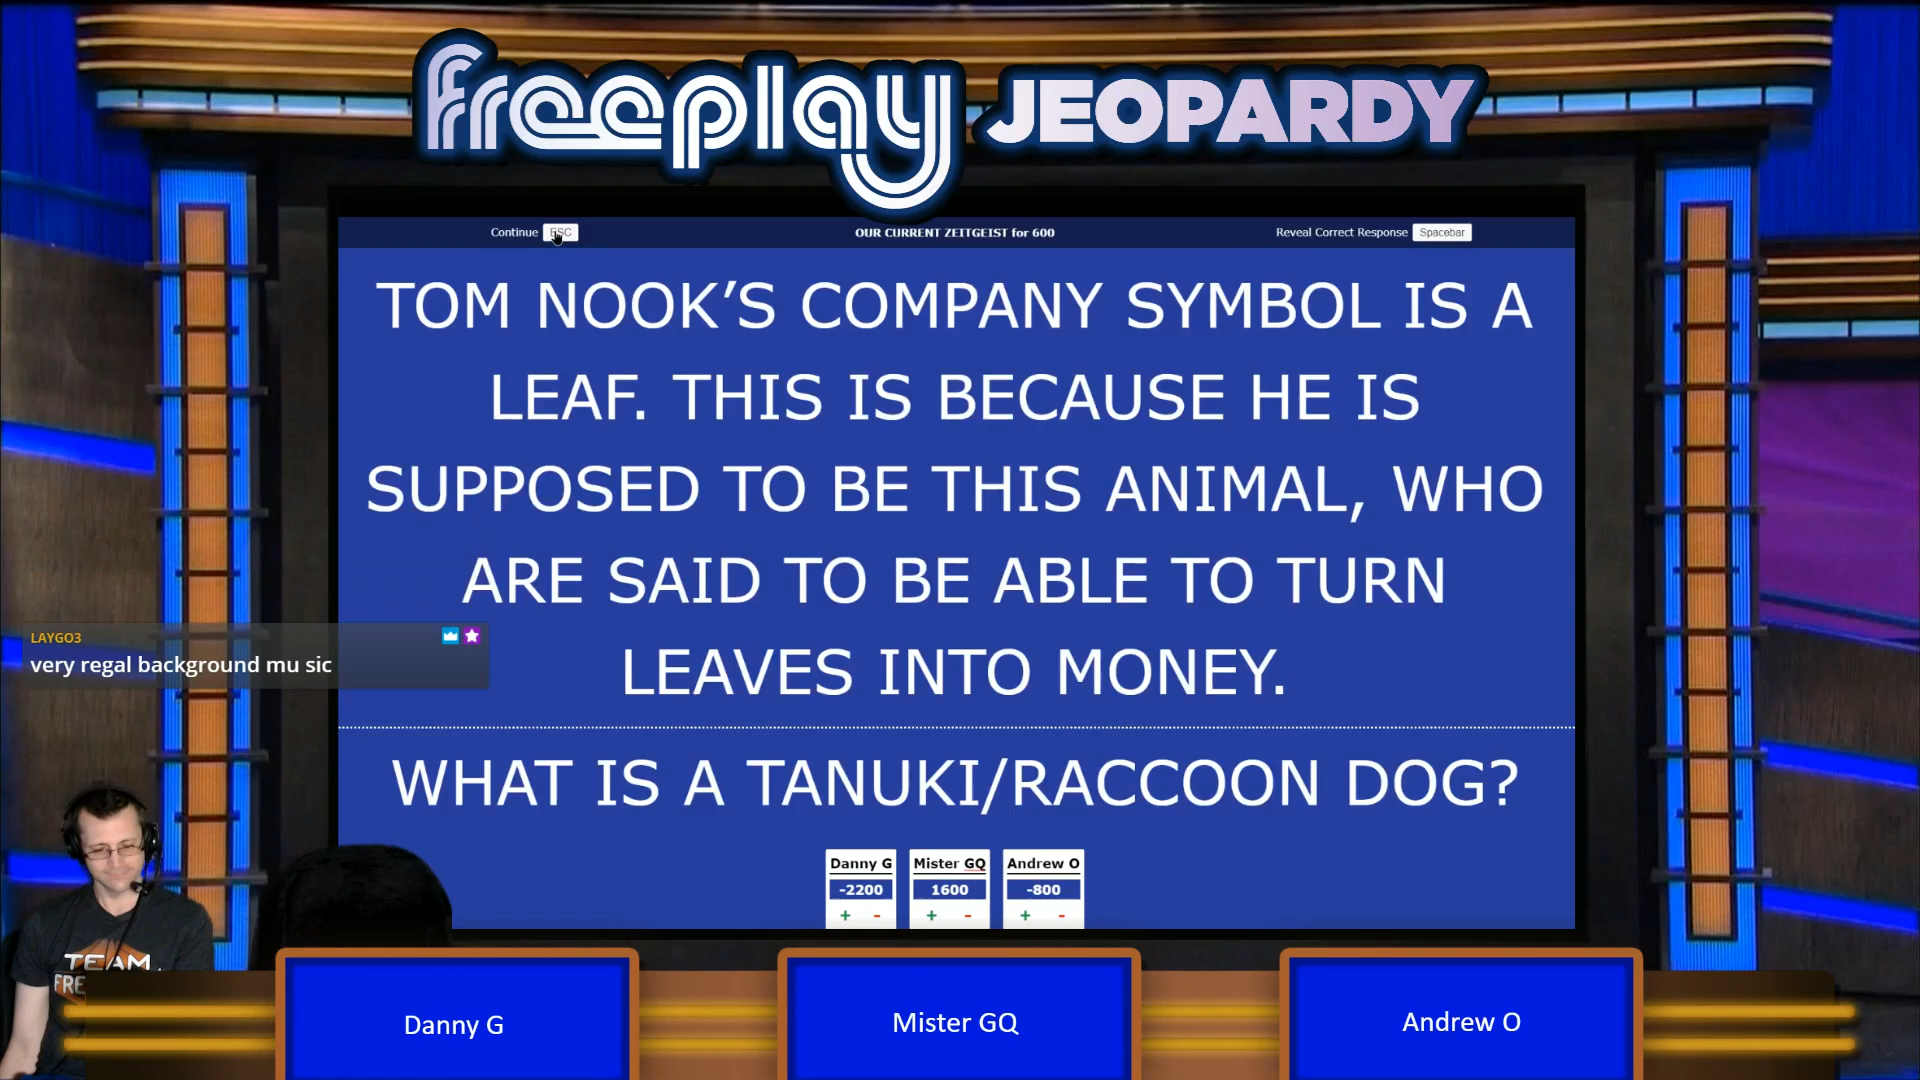 freeplay JEOPARDY
Continue ESC OUR CURRENT ZEITGEIST for 600 Reveal Correct Response Spacebar
TOM NOOK’S COMPANY SYMBOL IS A
LEAF. THIS IS BECAUSE HE IS
SUPPOSED TO BE THIS ANIMAL, WHO
ARE SAID TO BE ABLE TO TURN
LEAVES INTO MONEY.
LAYGO3
very regal background mu sic
WHAT IS A TANUKI/RACCOON DOG?
Danny G Mister GQ Andrew O
-2200 1600 -800
+ - + - + -
TEAM
FRE
Danny G Mister GQ Andrew O